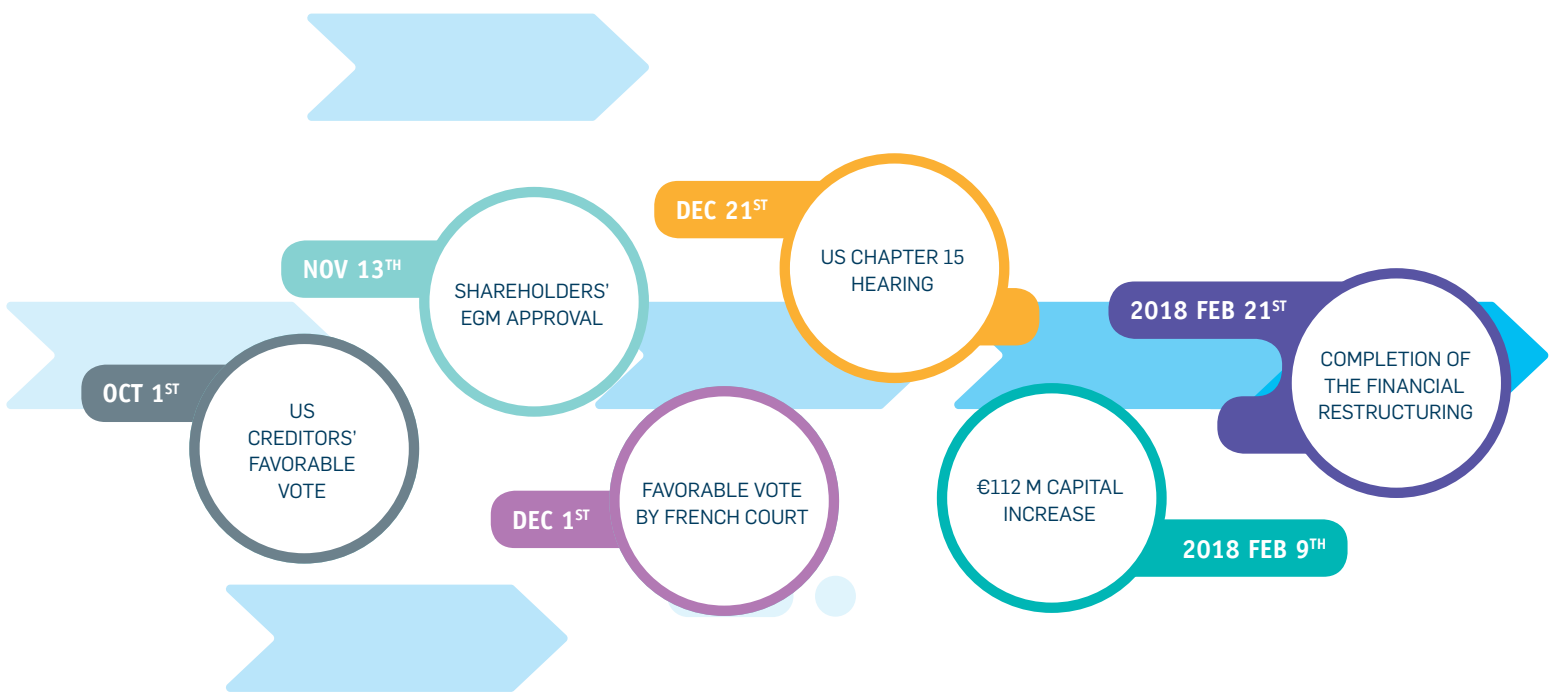 OCT 1ST
US
CREDITORS’
FAVORABLE
VOTE
NOV 13TH
SHAREHOLDERS’
EGM APPROVAL
DEC 1ST
FAVORABLE VOTE
BY FRENCH COURT
DEC 21ST
US CHAPTER 15
HEARING
€112 M CAPITAL
INCREASE
2018 FEB 9TH
2018 FEB 21ST
COMPLETION OF
THE FINANCIAL
RESTRUCTURING